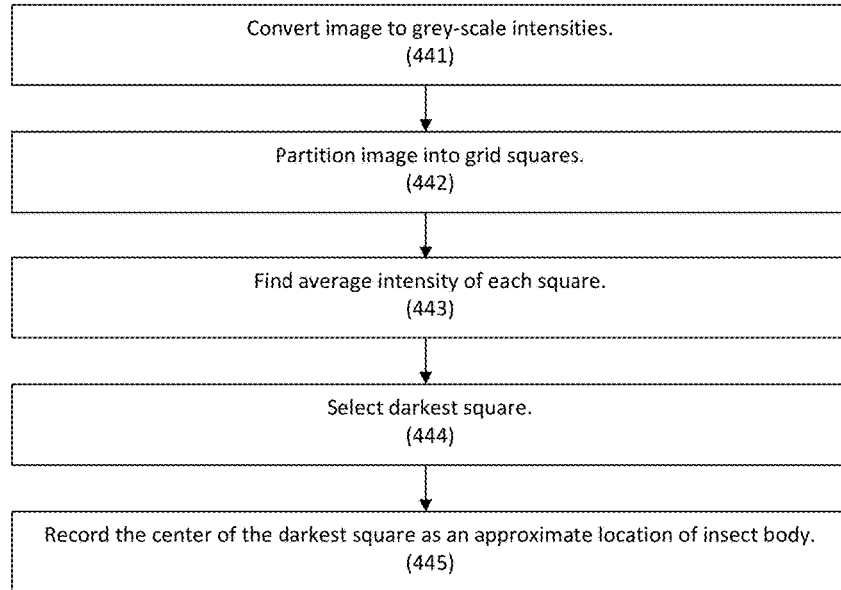 Convert image to grey-scale intensities.
(441)
Partition image into grid squares.
(442)
Find average intensity of each square.
(443)
Select darkest square.
(444)
Record the center of the darkest square as an approximate location of insect body.
(445)